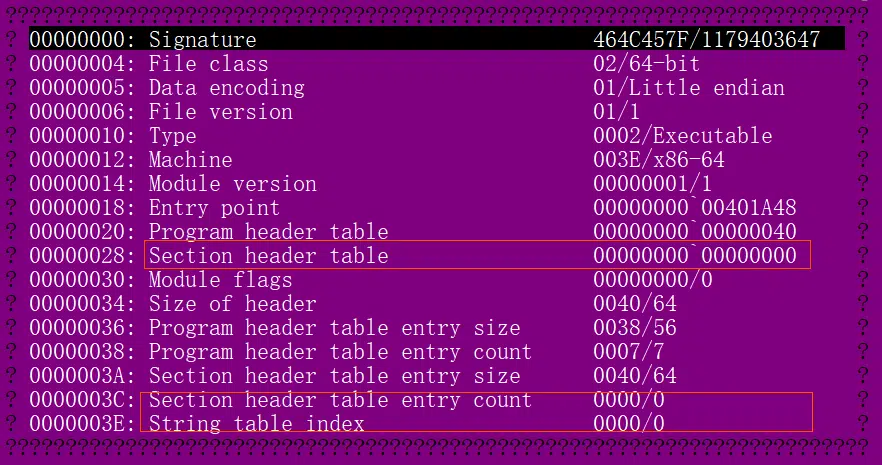 00000000: Signature 464C457F/1179403647
00000004: File class 02/64-bit
00000005: Data encoding 01/Little endian
00000006: File version 01/1
00000010: Type 0002/Executable
00000012: Machine 003E/x86-64
00000014: Module version 00000001/1
00000018: Entry point 00000000`00401A48
00000020: Program header table 00000000`00000040
00000028: Section header table 00000000`00000000
00000030: Module flags 00000000/0
00000034: Size of header 0040/64
00000036: Program header table entry size 0038/56
00000038: Program header table entry count 0007/7
0000003A: Section header table entry size 0040/64
0000003C: Section header table entry count 0000/0
0000003E: String table index 0000/0